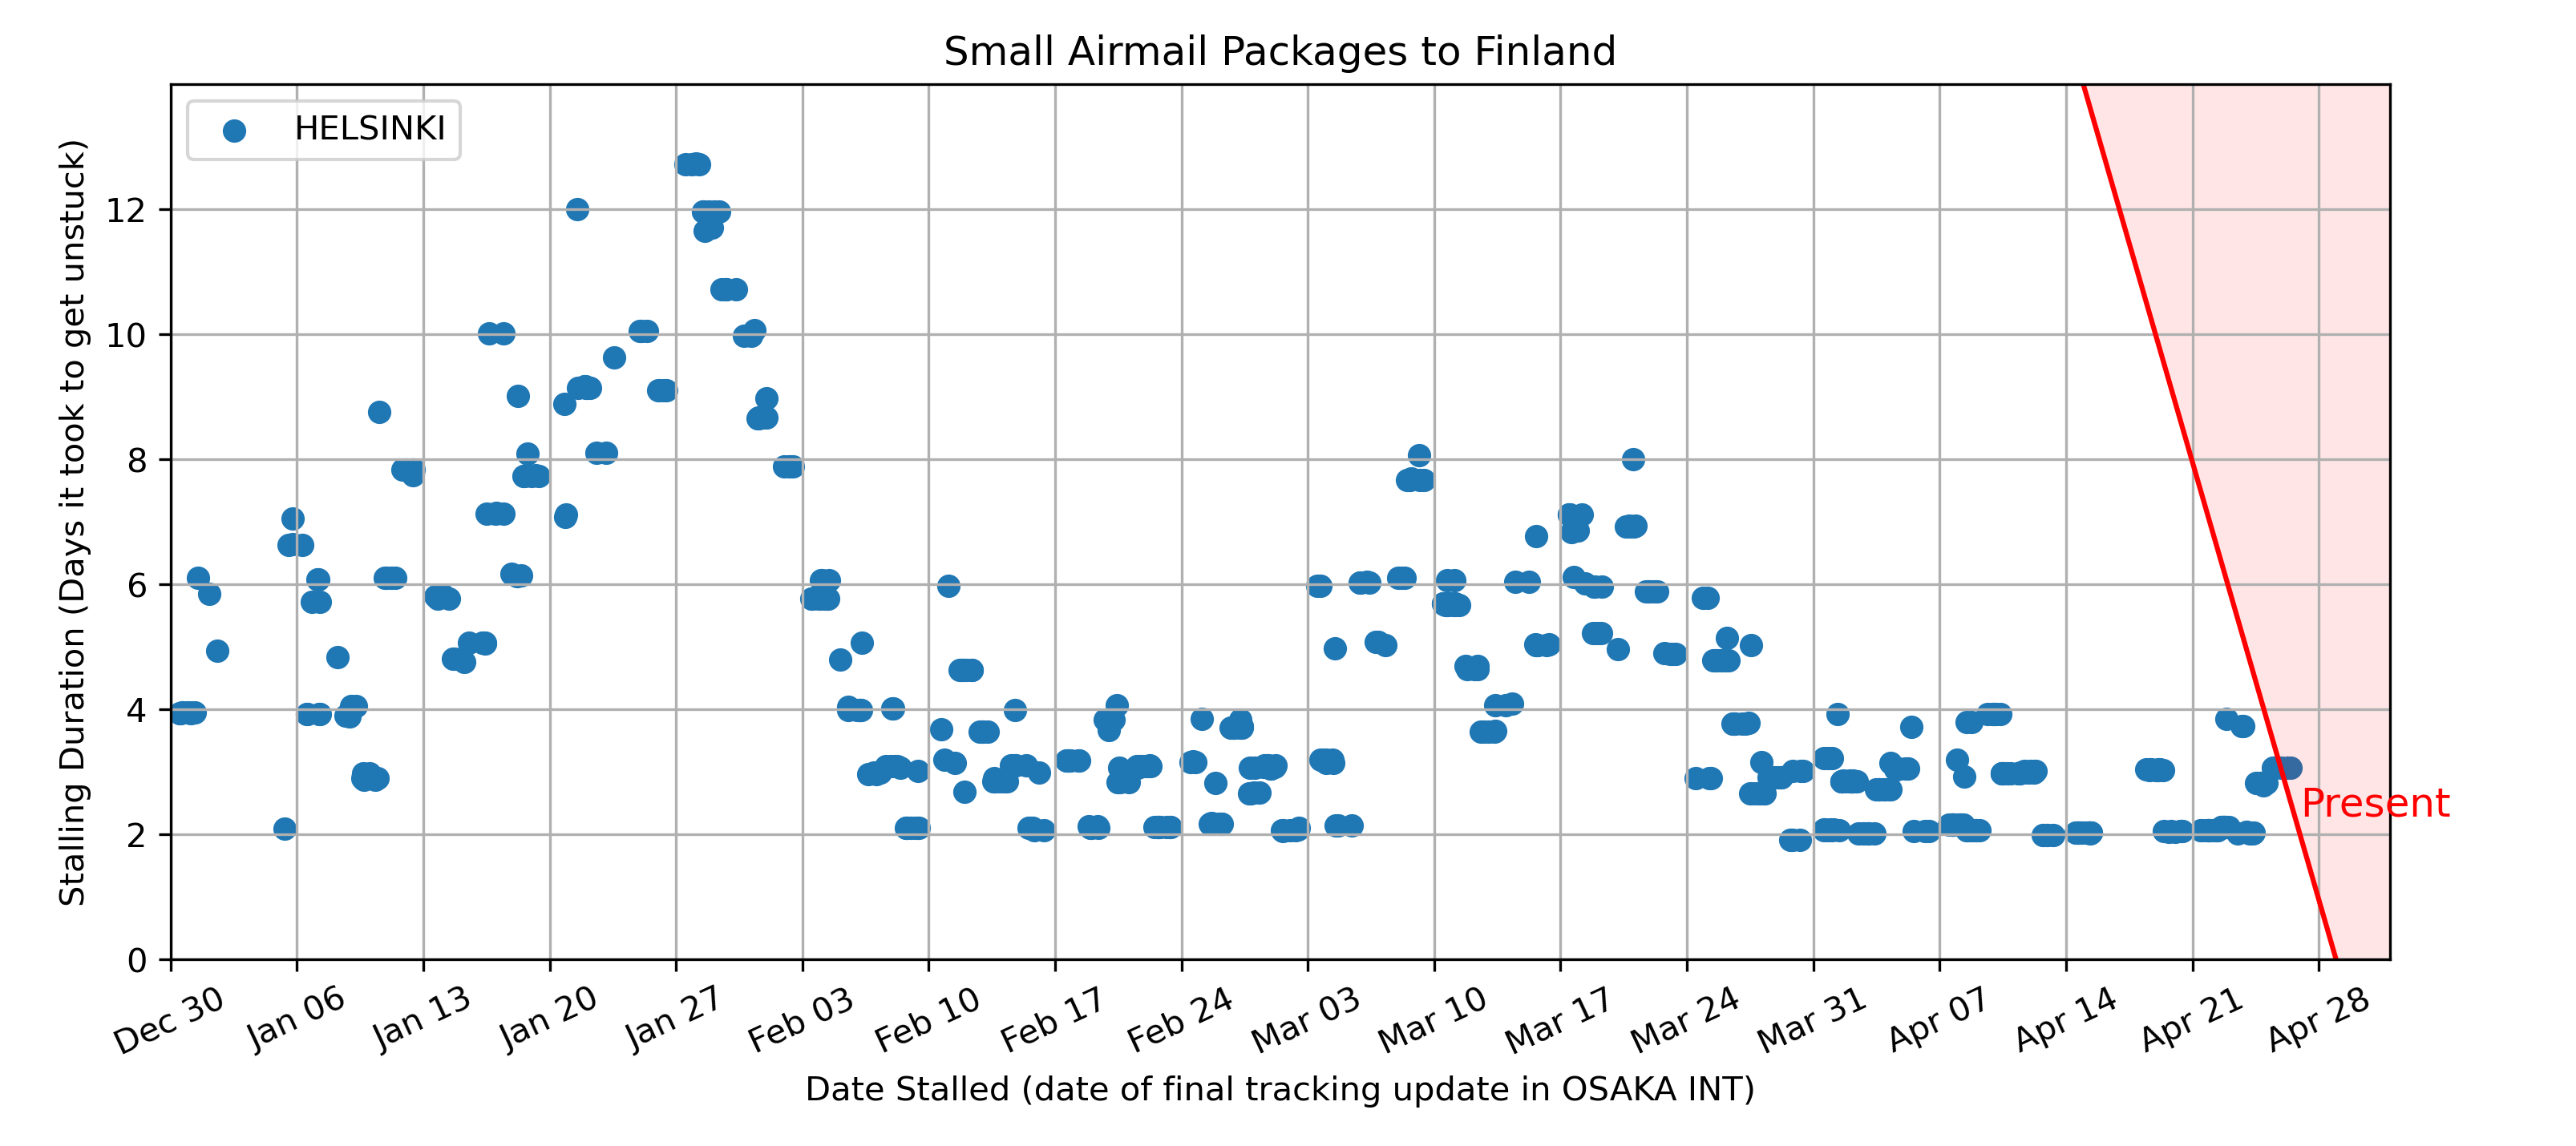 Small Airmail Packages to Finland
HELSINKI
Stalling Duration (Days it took to get unstuck)
12
10
8
6
4
2
0
Present
Dec 30
Jan 06
Jan 13
Jan 20
Jan 27
Feb 03
Feb 10
Feb 17
Feb 24
Mar 03
Mar 10
Mar 17
Mar 24
Mar 31
Apr 07
Apr 14
Apr 21
Apr 28
Date Stalled (date of final tracking update in OSAKA INT)